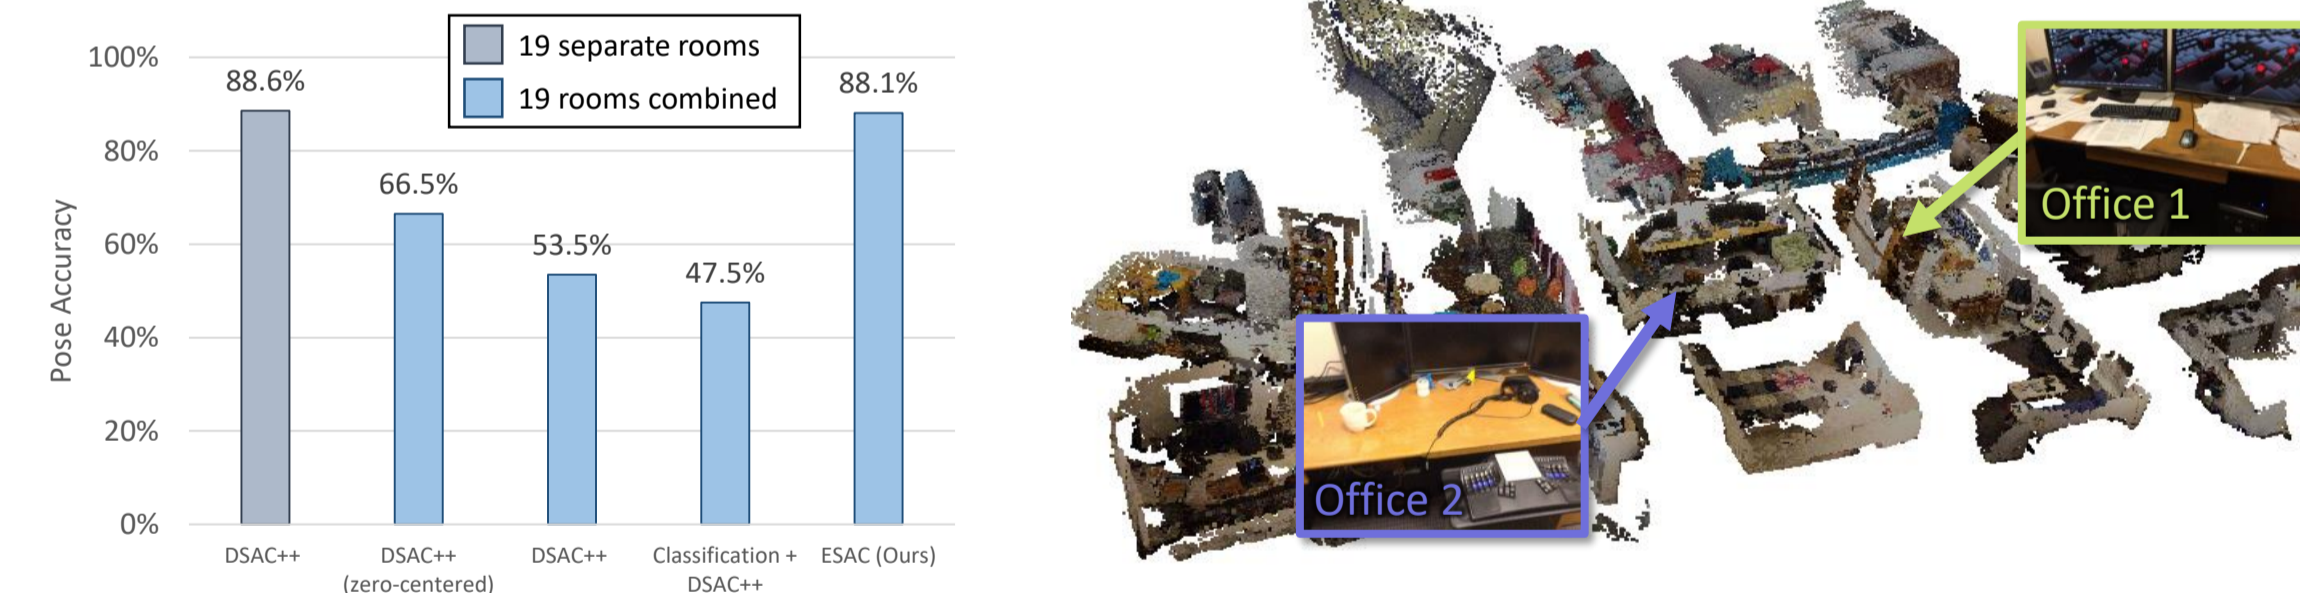 19 separate rooms
19 rooms combined
100%
80%
60%
40%
20%
0%
Pose Accuracy
88.6%
66.5%
53.5%
47.5%
88.1%
DSAC++
DSAC++
(zero-centered)
DSAC++
Classification +
DSAC++
ESAC (Ours)
Office 1
Office 2